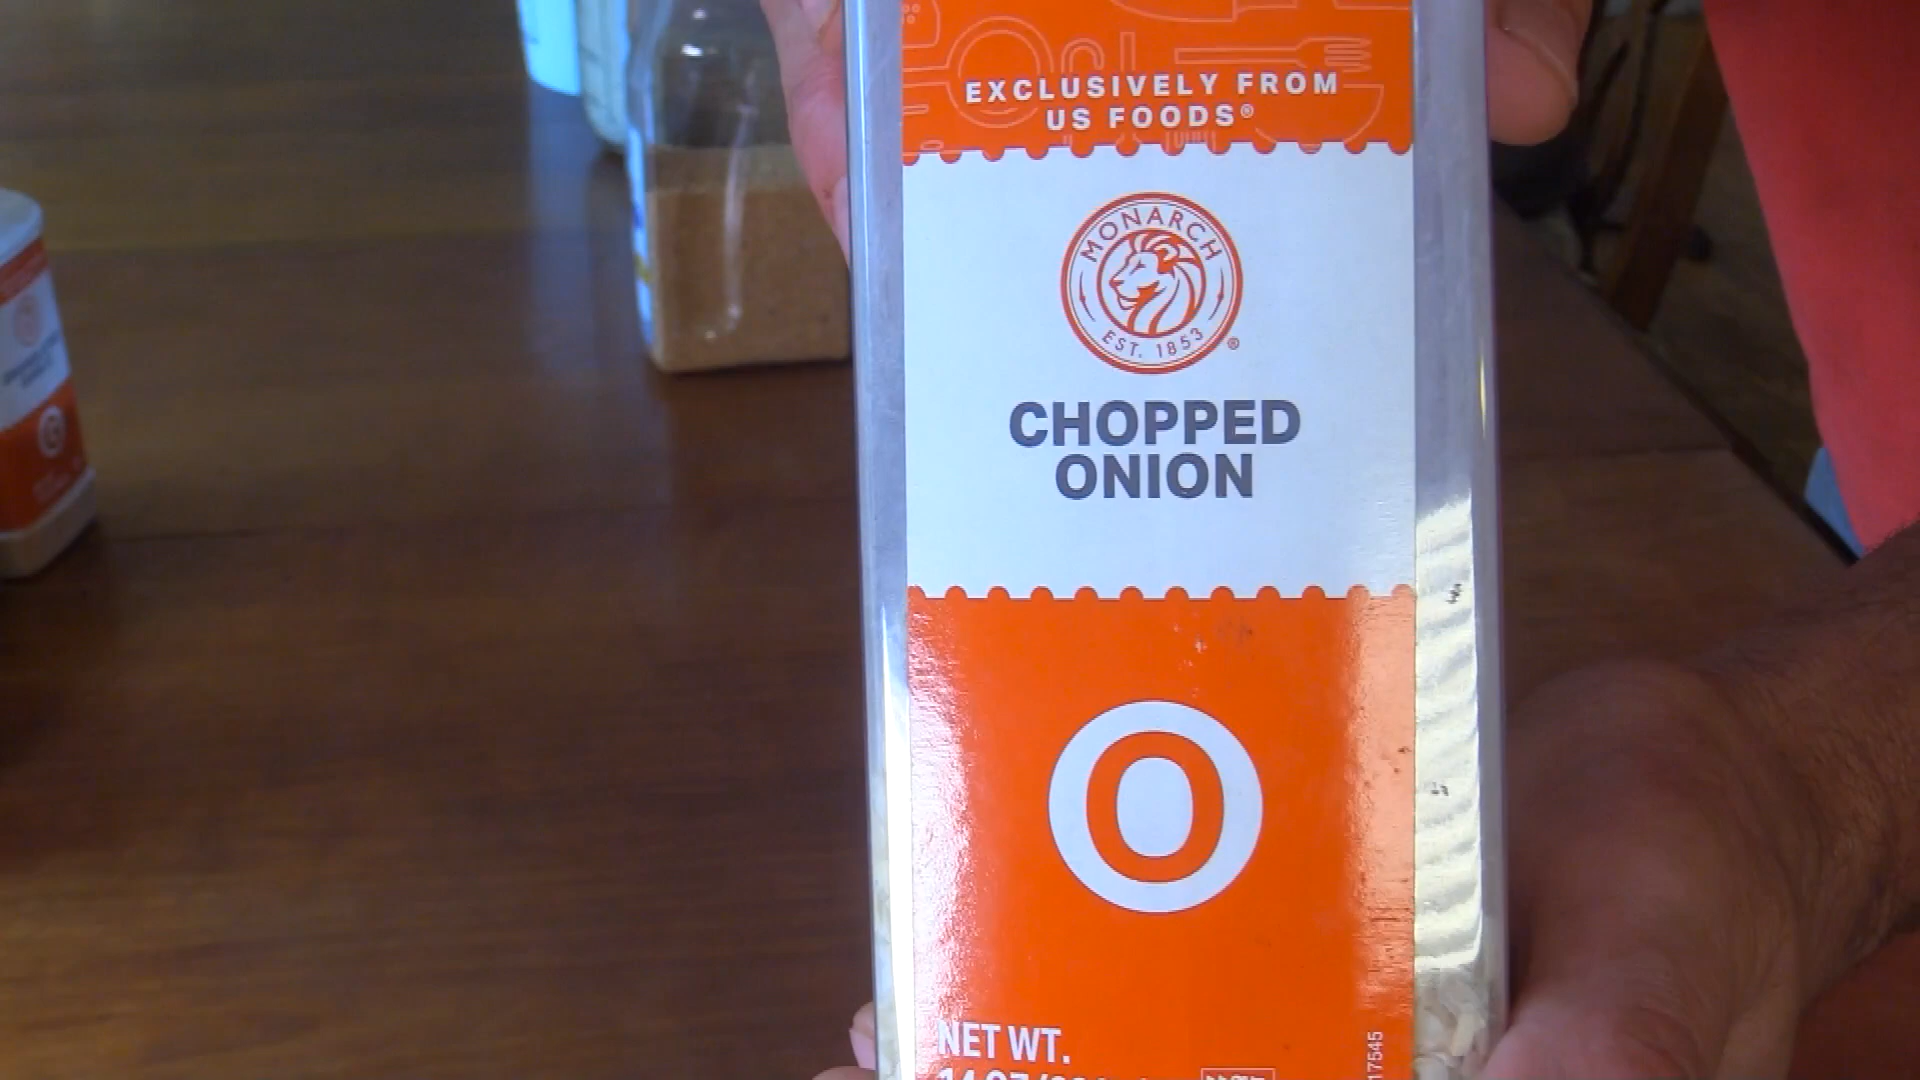 EXCLUSIVELY FROM
US FOODS®
MONARCH
EST. 1853 ®
CHOPPED
ONION
O
NET WT.
17545